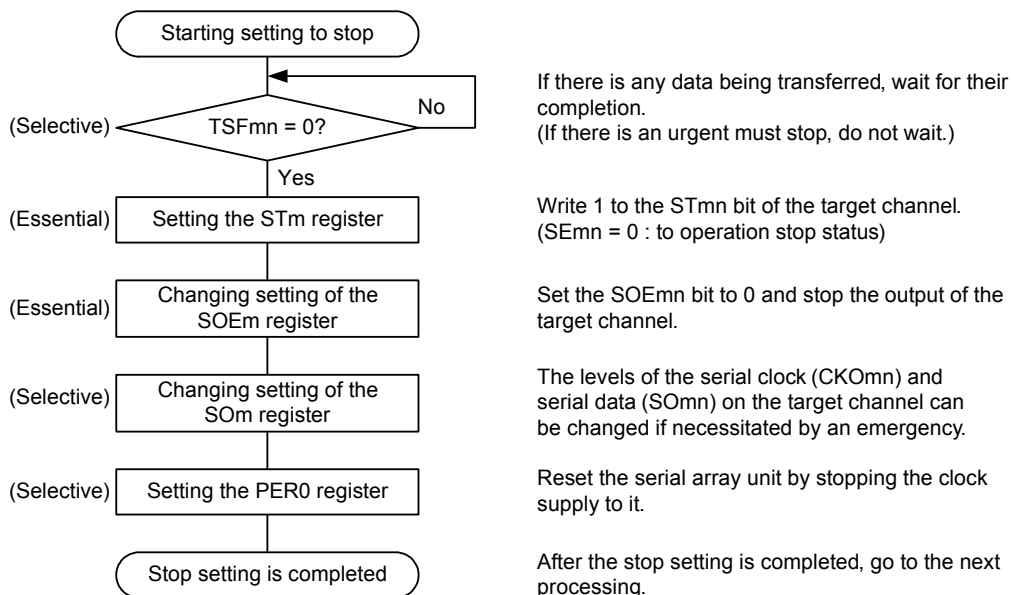 Starting setting to stop
If there is any data being transferred, wait for their
completion.
(If there is an urgent must stop, do not wait.)
(Selective)
TSFmn = 0?
No
Yes
(Essential)
Setting the STm register
Write 1 to the STmn bit of the target channel.
(SEmn = 0 : to operation stop status)
(Essential)
Changing setting of the
SOEm register
Set the SOEmn bit to 0 and stop the output of the
target channel.
(Selective)
Changing setting of the
SOm register
The levels of the serial clock (CKOmn) and
serial data (SOmn) on the target channel can
be changed if necessitated by an emergency.
(Selective)
Setting the PER0 register
Reset the serial array unit by stopping the clock
supply to it.
Stop setting is completed
After the stop setting is completed, go to the next
processing.